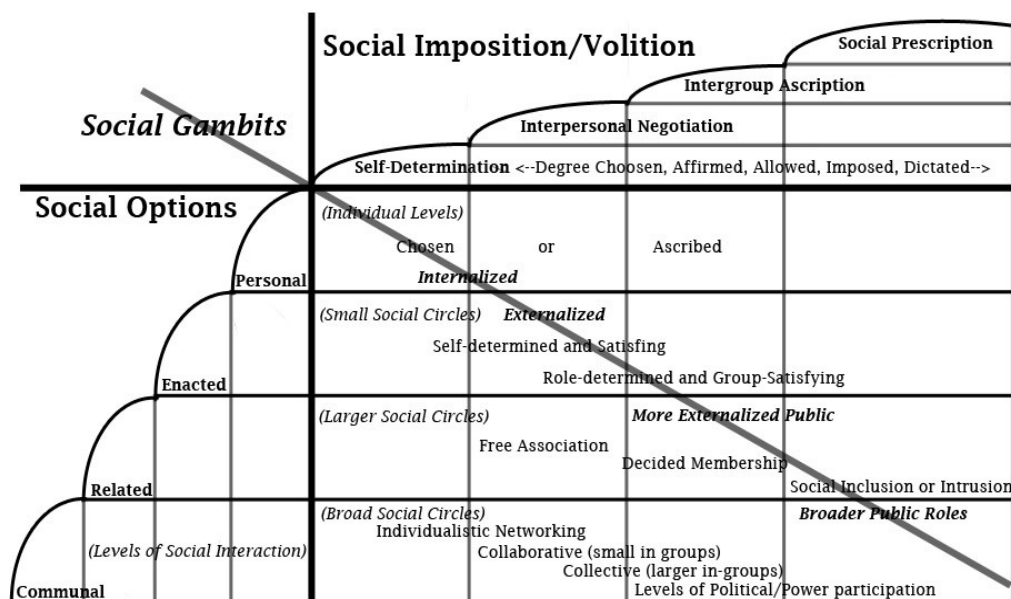 Social Imposition/Volition
Social Prescription
Intergroup Ascription
Social Gambits
Interpersonal Negotiation
Self-Determination <--Degree Choosen, Affirmed, Allowed, Imposed, Dictated-->
Social Options
(Individual Levels)
Chosen or Ascribed
Internalized
Personal
(Small Social Circles) Externalized
Self-determined and Satisfing
Role-determined and Group-Satisfying
Enacted
(Larger Social Circles) More Externalized Public
Free Association
Decided Membership
Related
Social Inclusion or Intrusion
(Broad Social Circles) Broader Public Roles
Individualistic Networking
(Levels of Social Interaction)
Collaborative (small in groups)
Collective (larger in-groups)
Communal
Levels of Political/Power participation